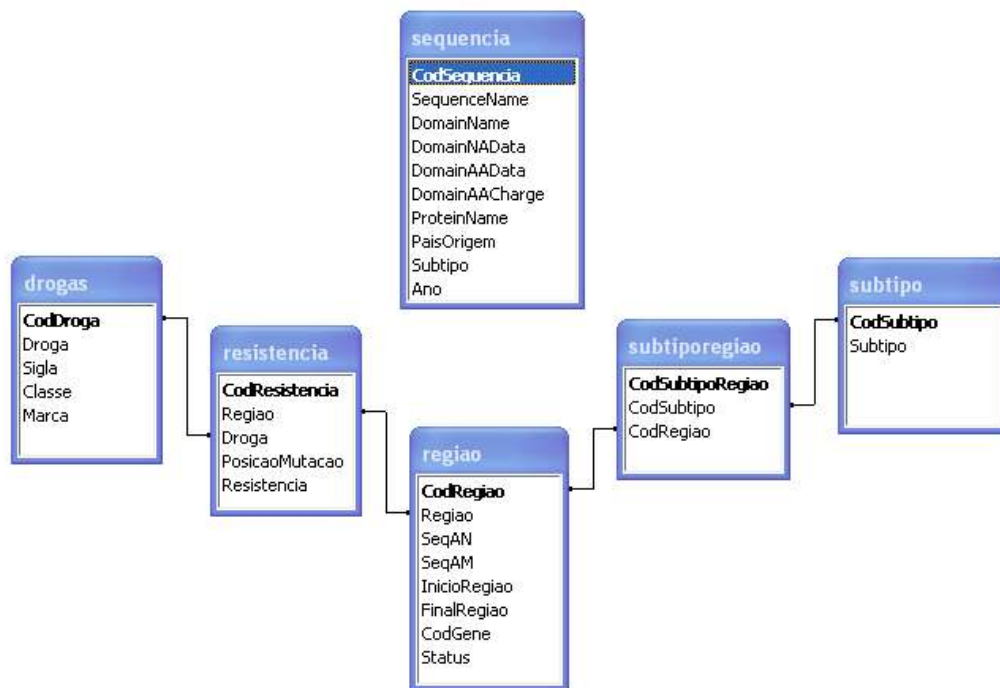 sequencia
CodSequencia
SequenceName
DomainName
DomainNAData
DomainAAData
DomainAACharge
ProteinName
PaisOrigem
Subtipo
Ano
drogas
CodDroga
Droga
Sigla
Classe
Marca
resistencia
CodResistencia
Regiao
Droga
PosicaoMutacao
Resistencia
regiao
CodRegiao
Regiao
SeqAN
SeqAM
InicioRegiao
FinalRegiao
CodGene
Status
subtiporegiao
CodSubtipoRegiao
CodSubtipo
CodRegiao
subtipo
CodSubtipo
Subtipo